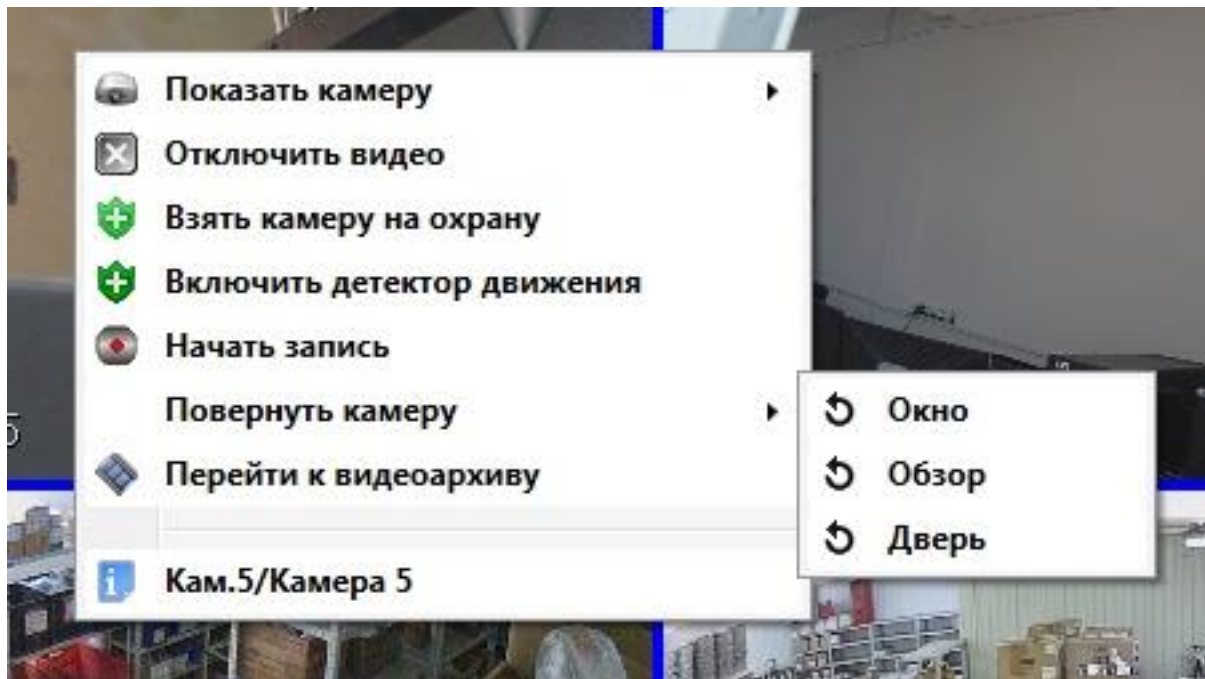 Показать камеру
Отключить видео
Взять камеру на охрану
Включить детектор движения
Начать запись
Повернуть камеру
Перейти к видеоархиву
Кам.5/Камера 5
Окно
Обзор
Дверь
5